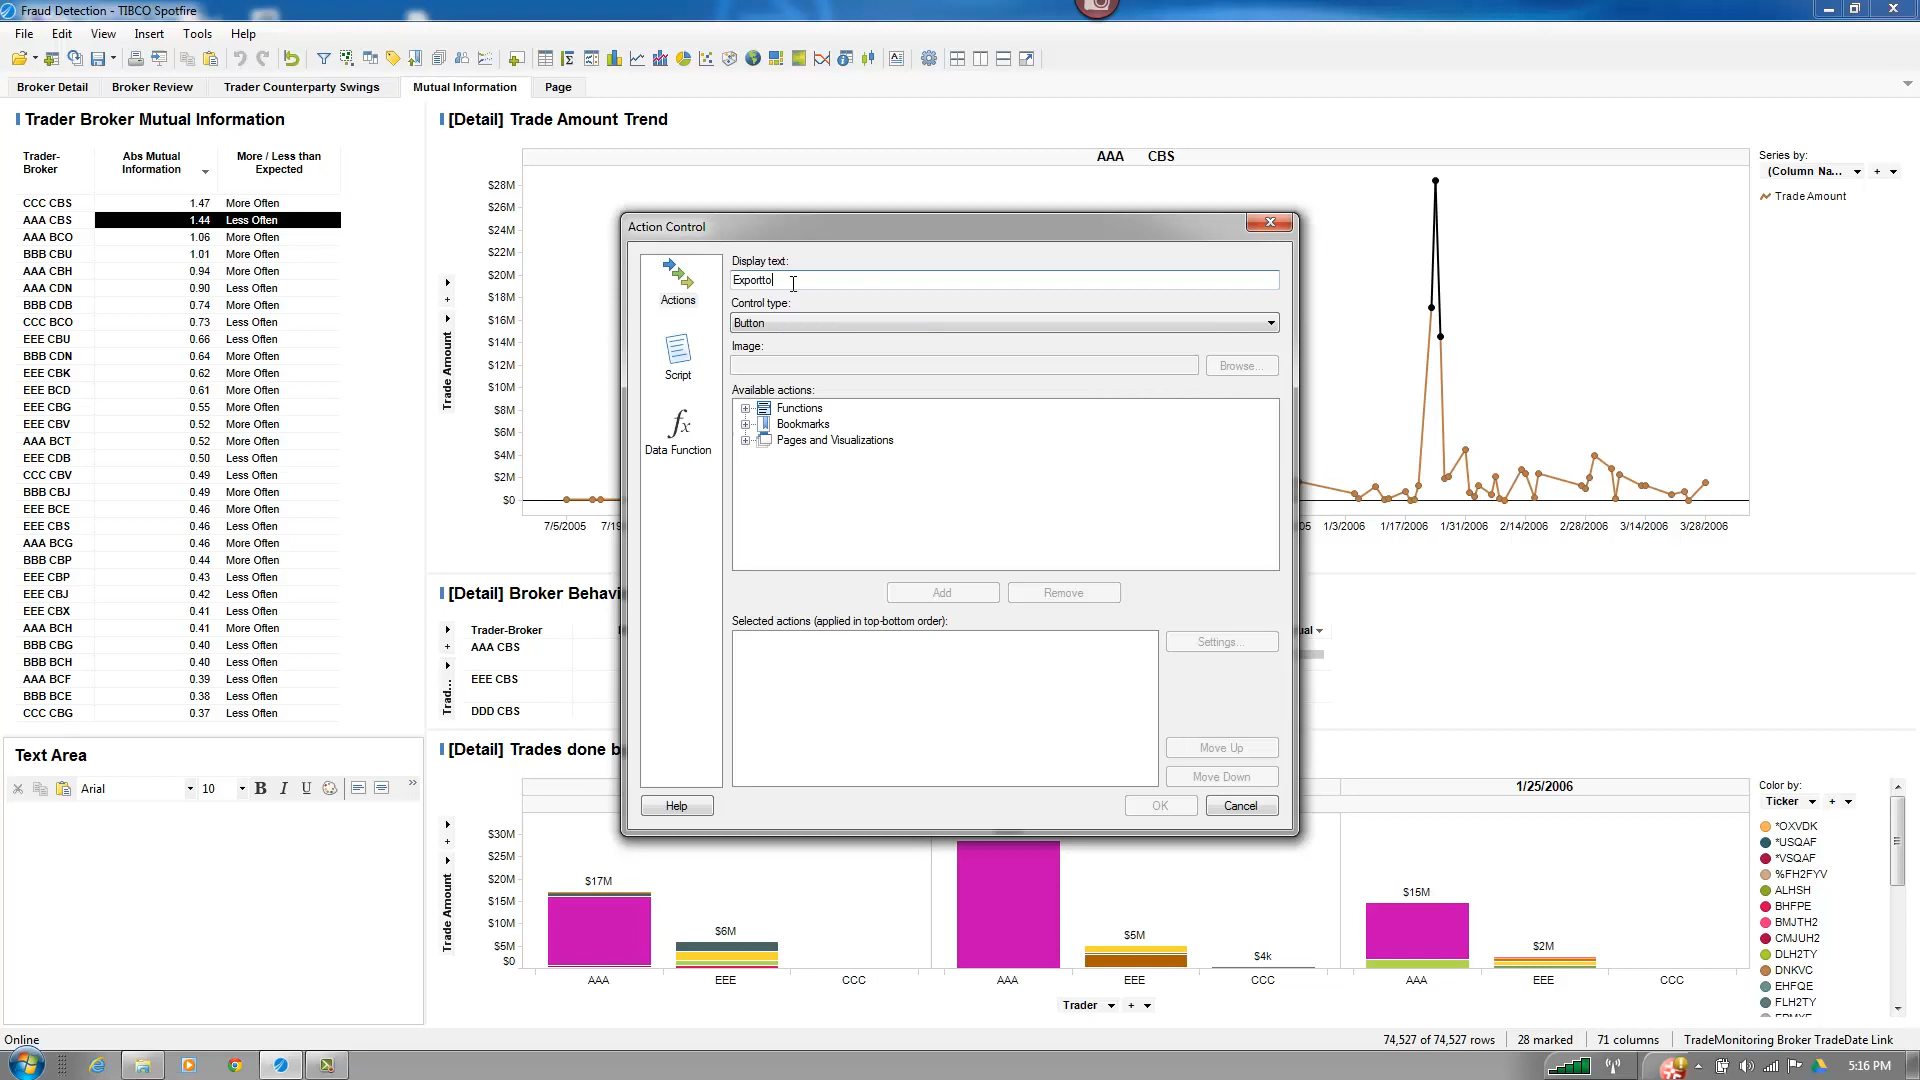 Fraud Detection - TIBCO Spotfire
File Edit View Insert Tools Help
Broker Detail Broker Review Trader Counterparty Swings Mutual Information Page
Trader Broker Mutual Information
Trader-Broker Abs Mutual Information More / Less than Expected
CCC CBS 1.47 More Often
AAA CBS 1.44 Less Often
AAA BCO 1.06 More Often
BBB CBU 1.01 More Often
AAA CBH 0.94 More Often
AAA CDN 0.90 Less Often
BBB CDB 0.74 More Often
CCC BCO 0.73 Less Often
EEE CBU 0.66 Less Often
BBB CDN 0.64 More Often
EEE CBK 0.62 More Often
EEE BCD 0.61 More Often
EEE CBG 0.55 More Often
EEE CBV 0.52 More Often
AAA BCT 0.52 More Often
EEE CDB 0.50 Less Often
CCC CBV 0.49 Less Often
BBB CBJ 0.49 More Often
EEE BCE 0.46 More Often
EEE CBS 0.46 Less Often
AAA BCG 0.46 More Often
BBB CBP 0.44 More Often
EEE CBP 0.43 Less Often
EEE CBJ 0.42 Less Often
EEE CBX 0.41 More Often
AAA BCH 0.41 More Often
BBB CBG 0.40 Less Often
BBB BCH 0.40 Less Often
AAA BCF 0.39 Less Often
BBB BCE 0.38 Less Often
CCC CBG 0.37 Less Often
Text Area
Arial 10 B I U
[Detail] Trade Amount Trend
AAA CBS
Trade Amount
$28M
$26M
$24M
$22M
$20M
$18M
$16M
$14M
$12M
$10M
$8M
$6M
$4M
$2M
$0
7/5/2005 7/19 05 1/3/2006 1/17/2006 1/31/2006 2/14/2006 2/28/2006 3/14/2006 3/28/2006
Series by:
(Column Na...
Trade Amount
Action Control
Actions
Script
Data Function
Display text:
Exportto
Control type:
Button
Image:
Browse...
Available actions:
Functions
Bookmarks
Pages and Visualizations
Add Remove
Selected actions (applied in top-bottom order):
Settings...
Move Up
Move Down
Help OK Cancel
[Detail] Broker Behavi
Trad...
Trader-Broker ual
AAA CBS
EEE CBS
DDD CBS
[Detail] Trades done b
1/25/2006
Trade Amount
$30M
$25M
$20M
$15M
$10M
$5M
$0
$17M $6M $5M $4k $15M $2M
AAA EEE CCC AAA EEE CCC AAA EEE CCC
Trader
Color by:
Ticker
*OXVDK
*USQAF
*VSQAF
%FH2FYV
ALHSH
BHFPE
BMJTH2
CMJUH2
DLH2TY
DNKVC
EHFQE
FLH2TY
Online 74,527 of 74,527 rows 28 marked 71 columns TradeMonitoring Broker TradeDate Link
5:16 PM